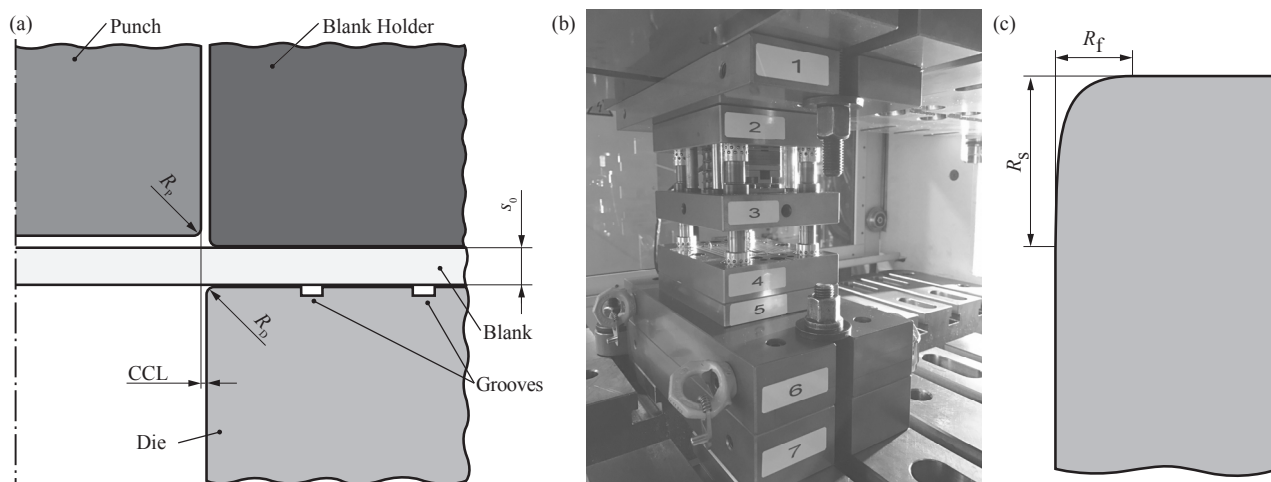 (a)
Punch
Blank Holder
R_P
s_0
R_D
Blank
CCL
Grooves
Die
(b)
1
2
3
4
5
6
7
(c)
R_f
R_s